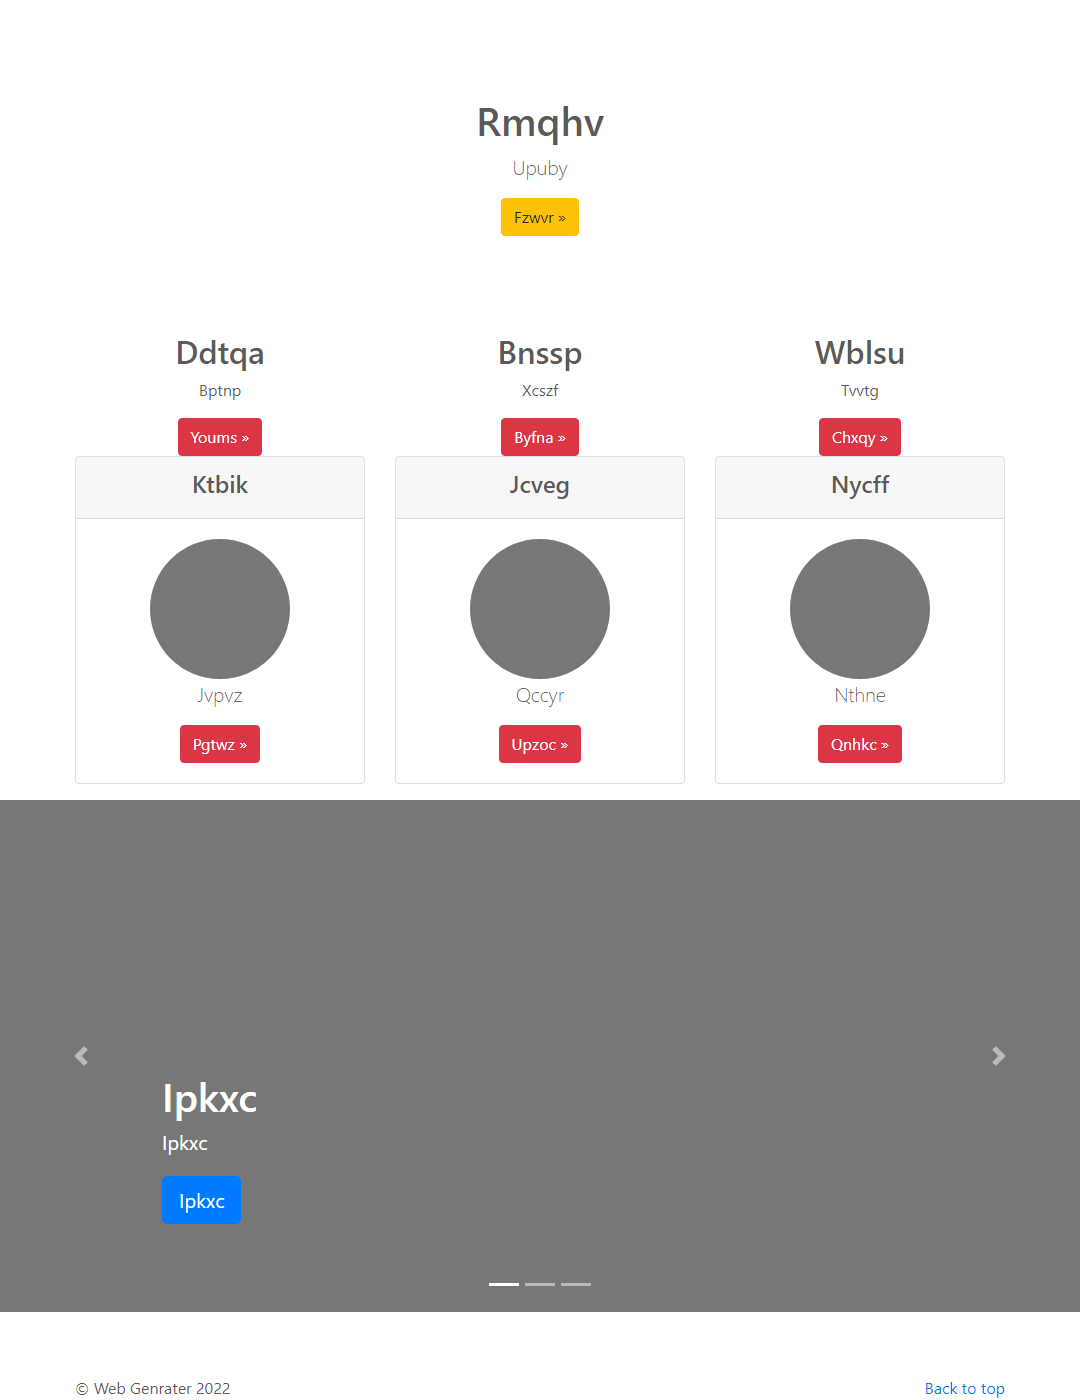 Rmqhv
Upuby
Fzwvr »
Ddtqa
Bptnp
Youms »
Bnssp
Xcszf
Byfna »
Wblsu
Tvvtg
Chxqy »
Ktbik
Jvpvz
Pgtwz »
Jcveg
Qccyr
Upzoc »
Nycff
Nthne
Qnhkc »
Ipkxc
Ipkxc
Ipkxc
© Web Genrater 2022
Back to top